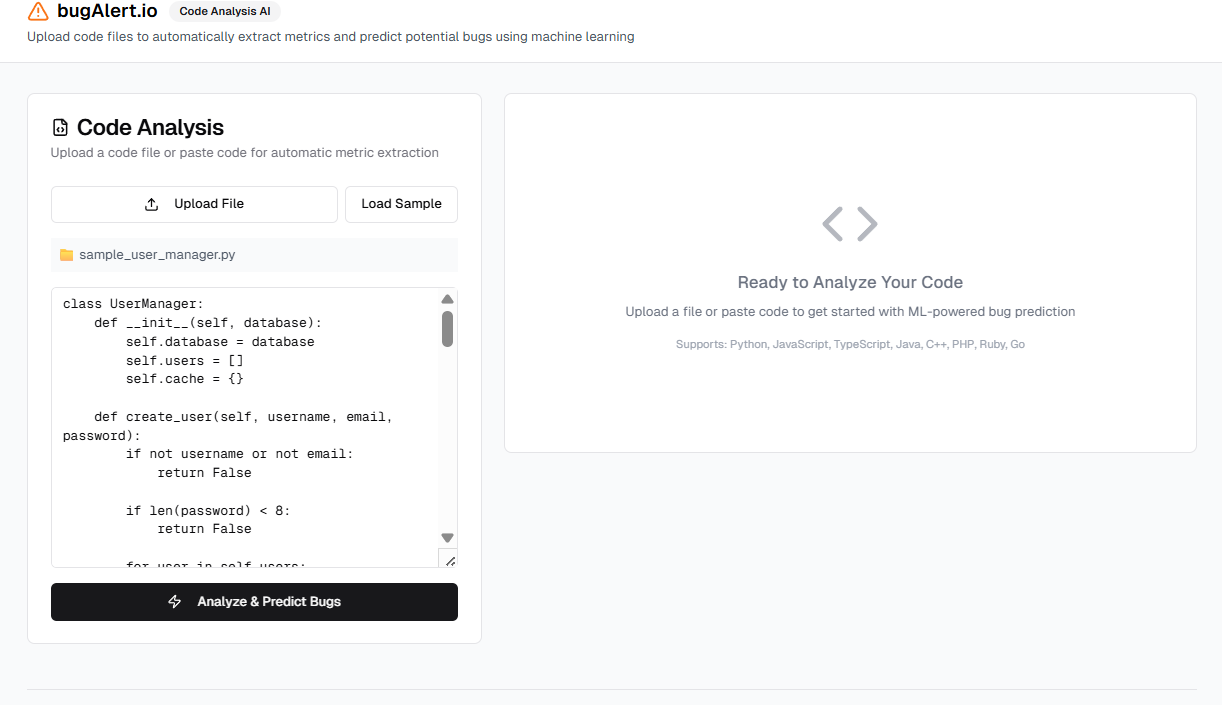 bugAlert.io Code Analysis AI
Upload code files to automatically extract metrics and predict potential bugs using machine learning
Code Analysis
Upload a code file or paste code for automatic metric extraction
Upload File Load Sample
sample_user_manager.py
class UserManager:
    def __init__(self, database):
        self.database = database
        self.users = []
        self.cache = {}
    def create_user(self, username, email,
password):
        if not username or not email:
            return False
        if len(password) < 8:
            return False
        for user in self.users:
Analyze & Predict Bugs
Ready to Analyze Your Code
Upload a file or paste code to get started with ML-powered bug prediction
Supports: Python, JavaScript, TypeScript, Java, C++, PHP, Ruby, Go